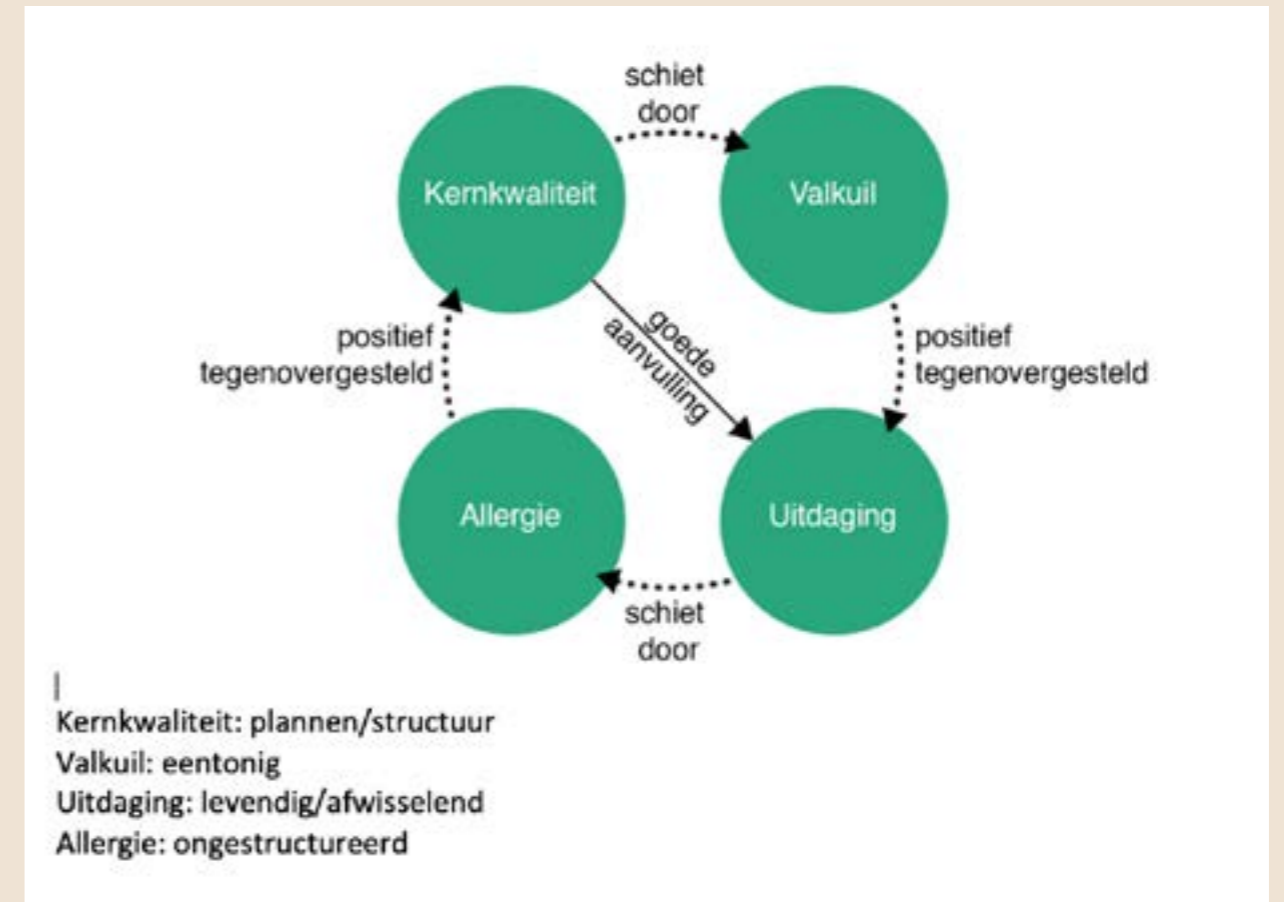 schiet
door
Kernkwaliteit
Valkuil
positief
tegenovergesteld
goede
aanvulling
positief
tegenovergesteld
Allergie
Uitdaging
schiet
door
Kernkwaliteit: plannen/structuur
Valkuil: eentonig
Uitdaging: levendig/afwisselend
Allergie: ongestructureerd